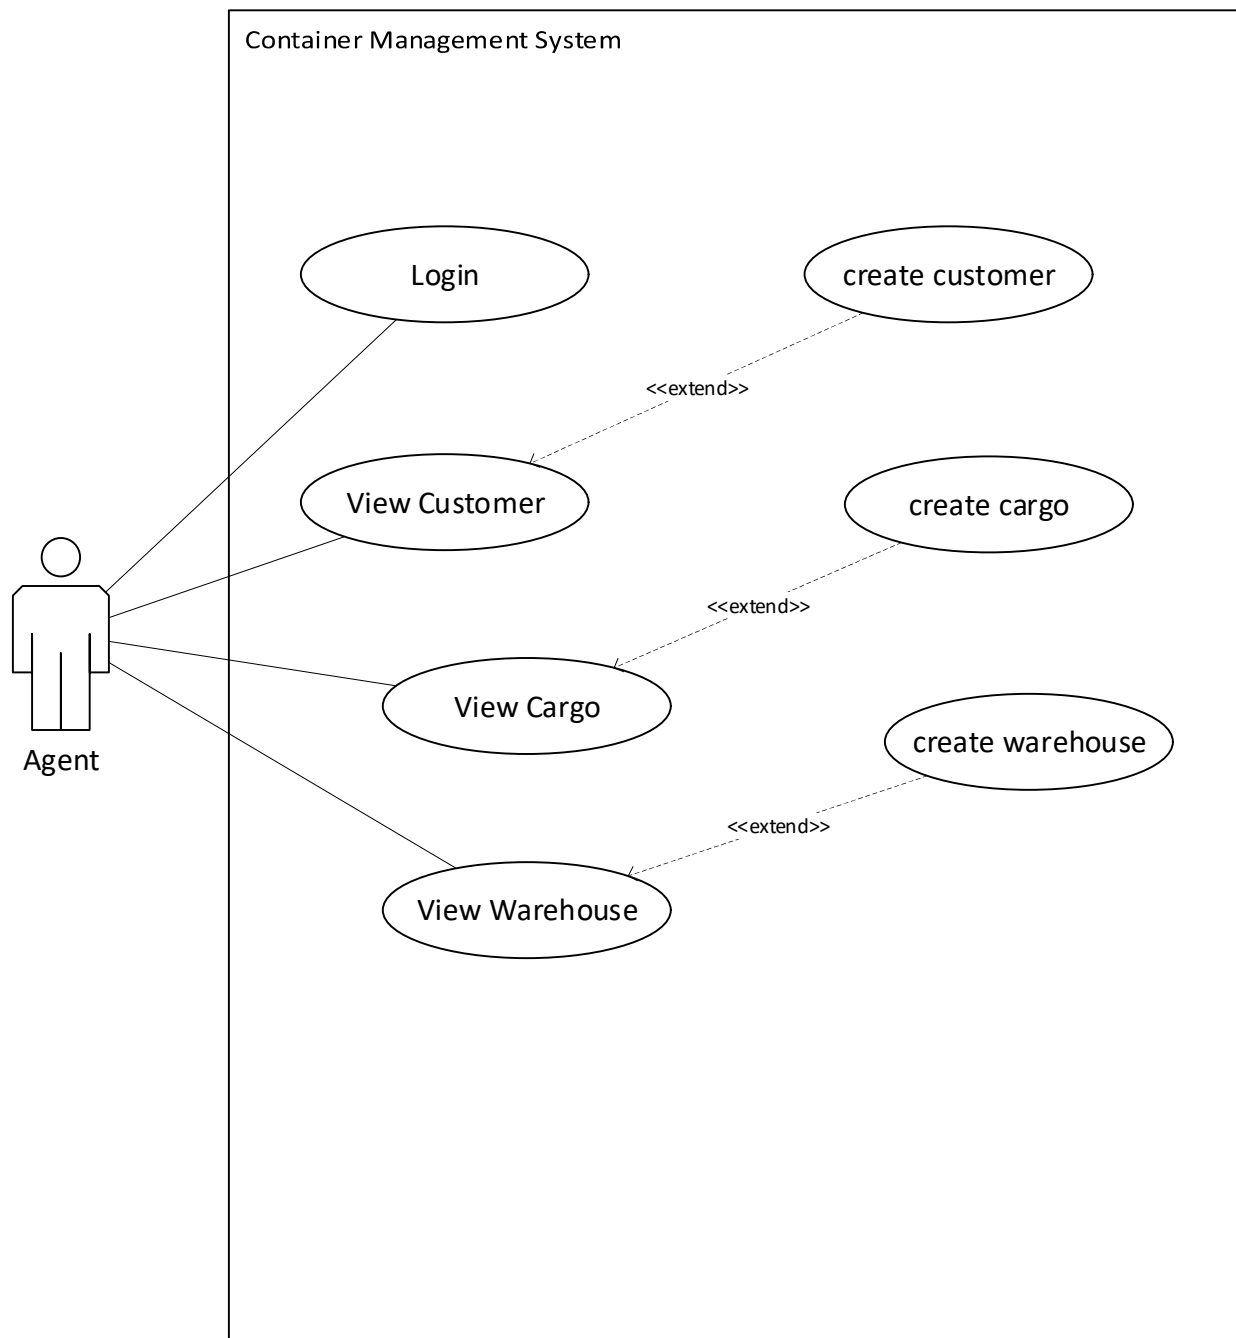 Container Management System
Login
create customer
<<extend>>
View Customer
create cargo
<<extend>>
View Cargo
create warehouse
Agent
<<extend>>
View Warehouse